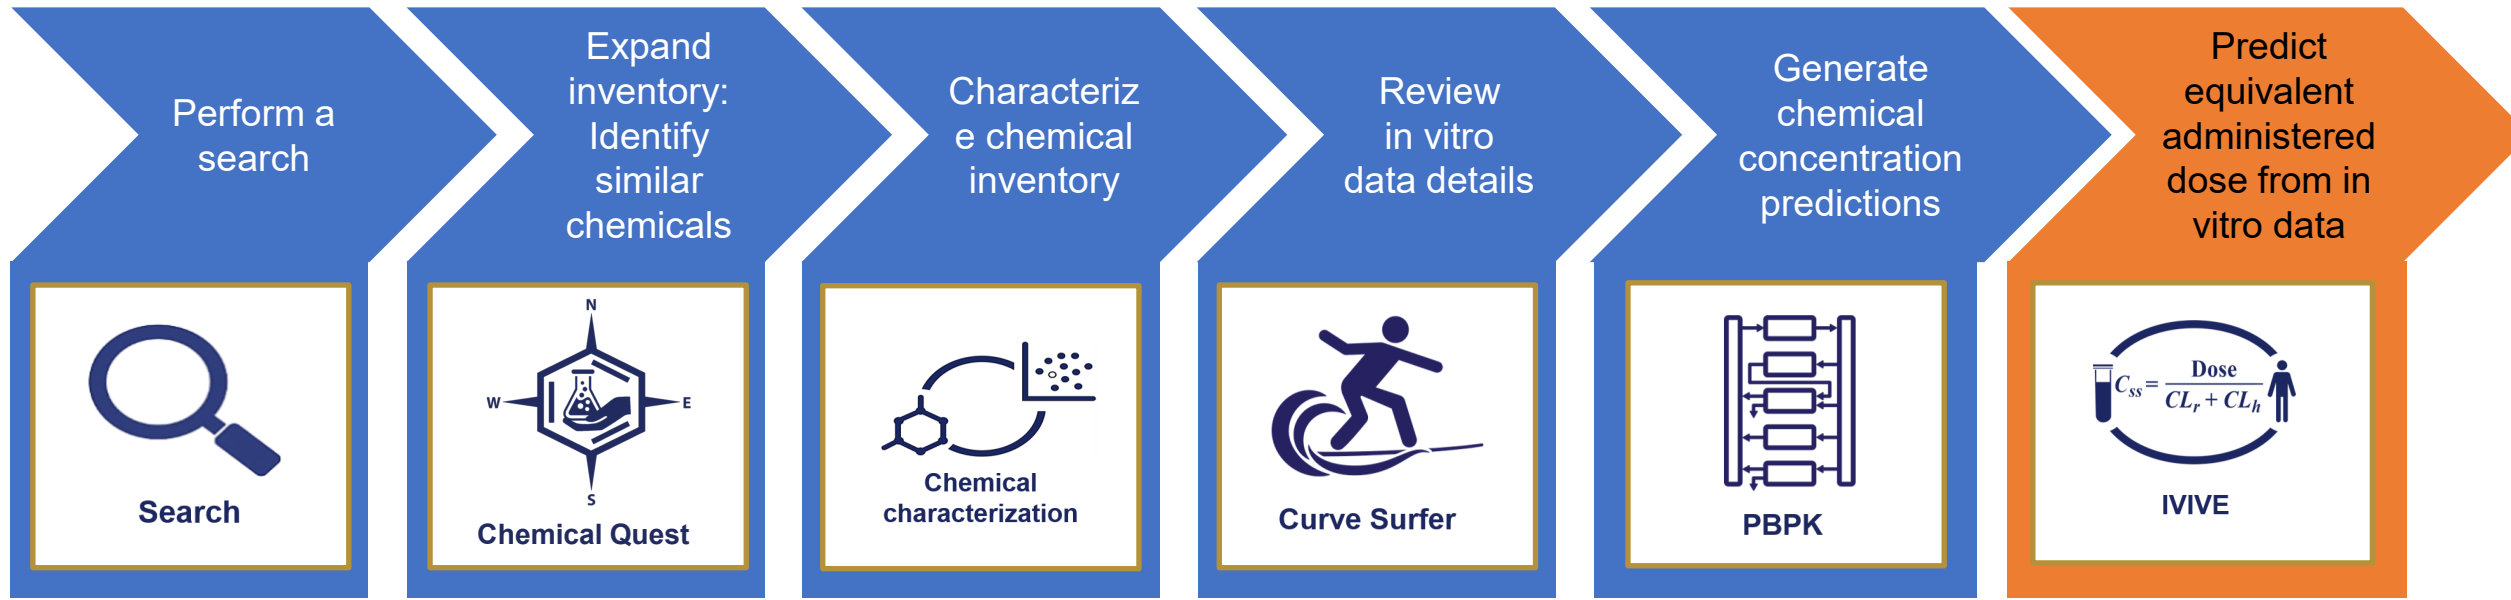 Perform a
search
Expand
inventory:
Identify
similar
chemicals
Characteriz
e chemical
inventory
Review
in vitro
data details
Generate
chemical
concentration
predictions
Predict
equivalent
administered
dose from in
vitro data
Search
N
W
E
S
Chemical Quest
Chemical
characterization
Curve Surfer
PBPK
Css = Dose / CLr + CLh
IVIVE